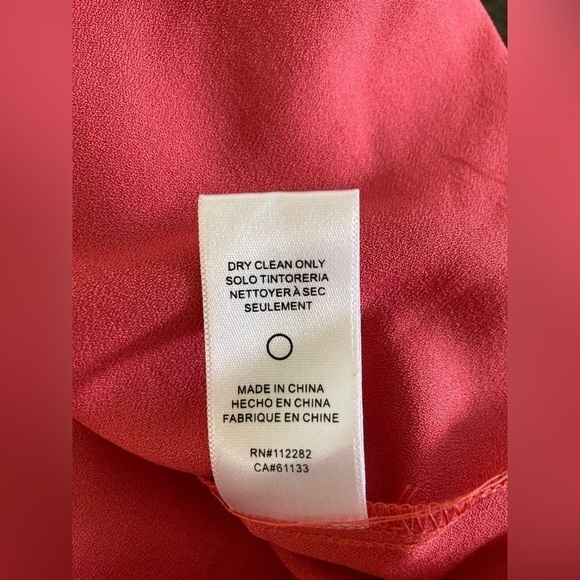 DRY CLEAN ONLY
SOLO TINTORERIA
NETTOYER À SEC
SEULEMENT
MADE IN CHINA
HECHO EN CHINA
FABRIQUE EN CHINE
RN#112282
CA#61133